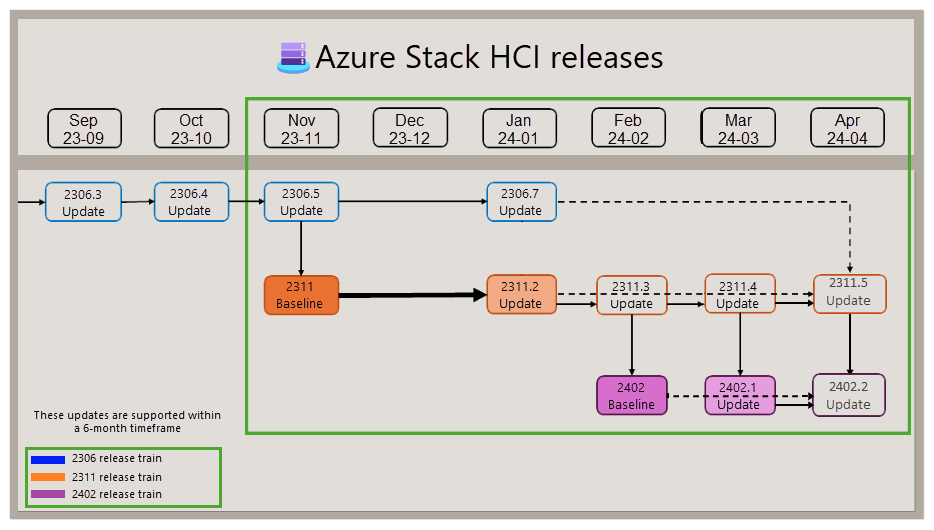 Azure Stack HCI releases
Sep
23-09
Oct
23-10
Nov
23-11
Dec
23-12
Jan
24-01
Feb
24-02
Mar
24-03
Apr
24-04
2306.3
Update
2306.4
Update
2306.5
Update
2306.7
Update
2311
Baseline
2311.2
Update
2311.3
Update
2311.4
Update
2311.5
Update
2402
Baseline
2402.1
Update
2402.2
Update
These updates are supported within
a 6-month timeframe
2306 release train
2311 release train
2402 release train